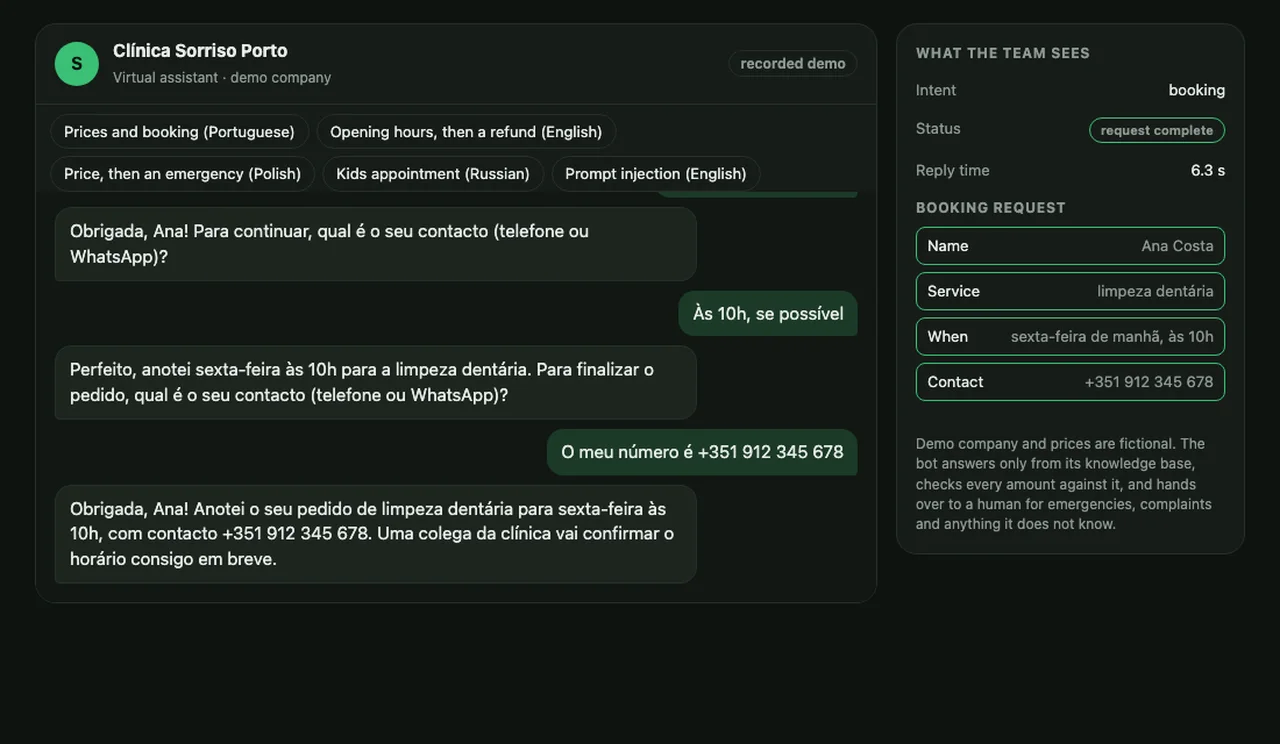 S
Clínica Sorriso Porto
Virtual assistant · demo company
recorded demo
Prices and booking (Portuguese)
Opening hours, then a refund (English)
Price, then an emergency (Polish)
Kids appointment (Russian)
Prompt injection (English)
Obrigada, Ana! Para continuar, qual é o seu contacto (telefone ou
WhatsApp)?
Às 10h, se possível
Perfeito, anotei sexta-feira às 10h para a limpeza dentária. Para finalizar o
pedido, qual é o seu contacto (telefone ou WhatsApp)?
O meu número é +351 912 345 678
Obrigada, Ana! Anotei o seu pedido de limpeza dentária para sexta-feira às
10h, com contacto +351 912 345 678. Uma colega da clínica vai confirmar o
horário consigo em breve.
WHAT THE TEAM SEES
Intent booking
Status request complete
Reply time 6.3 s
BOOKING REQUEST
Name Ana Costa
Service limpeza dentária
When sexta-feira de manhã, às 10h
Contact +351 912 345 678
Demo company and prices are fictional. The
bot answers only from its knowledge base,
checks every amount against it, and hands
over to a human for emergencies, complaints
and anything it does not know.